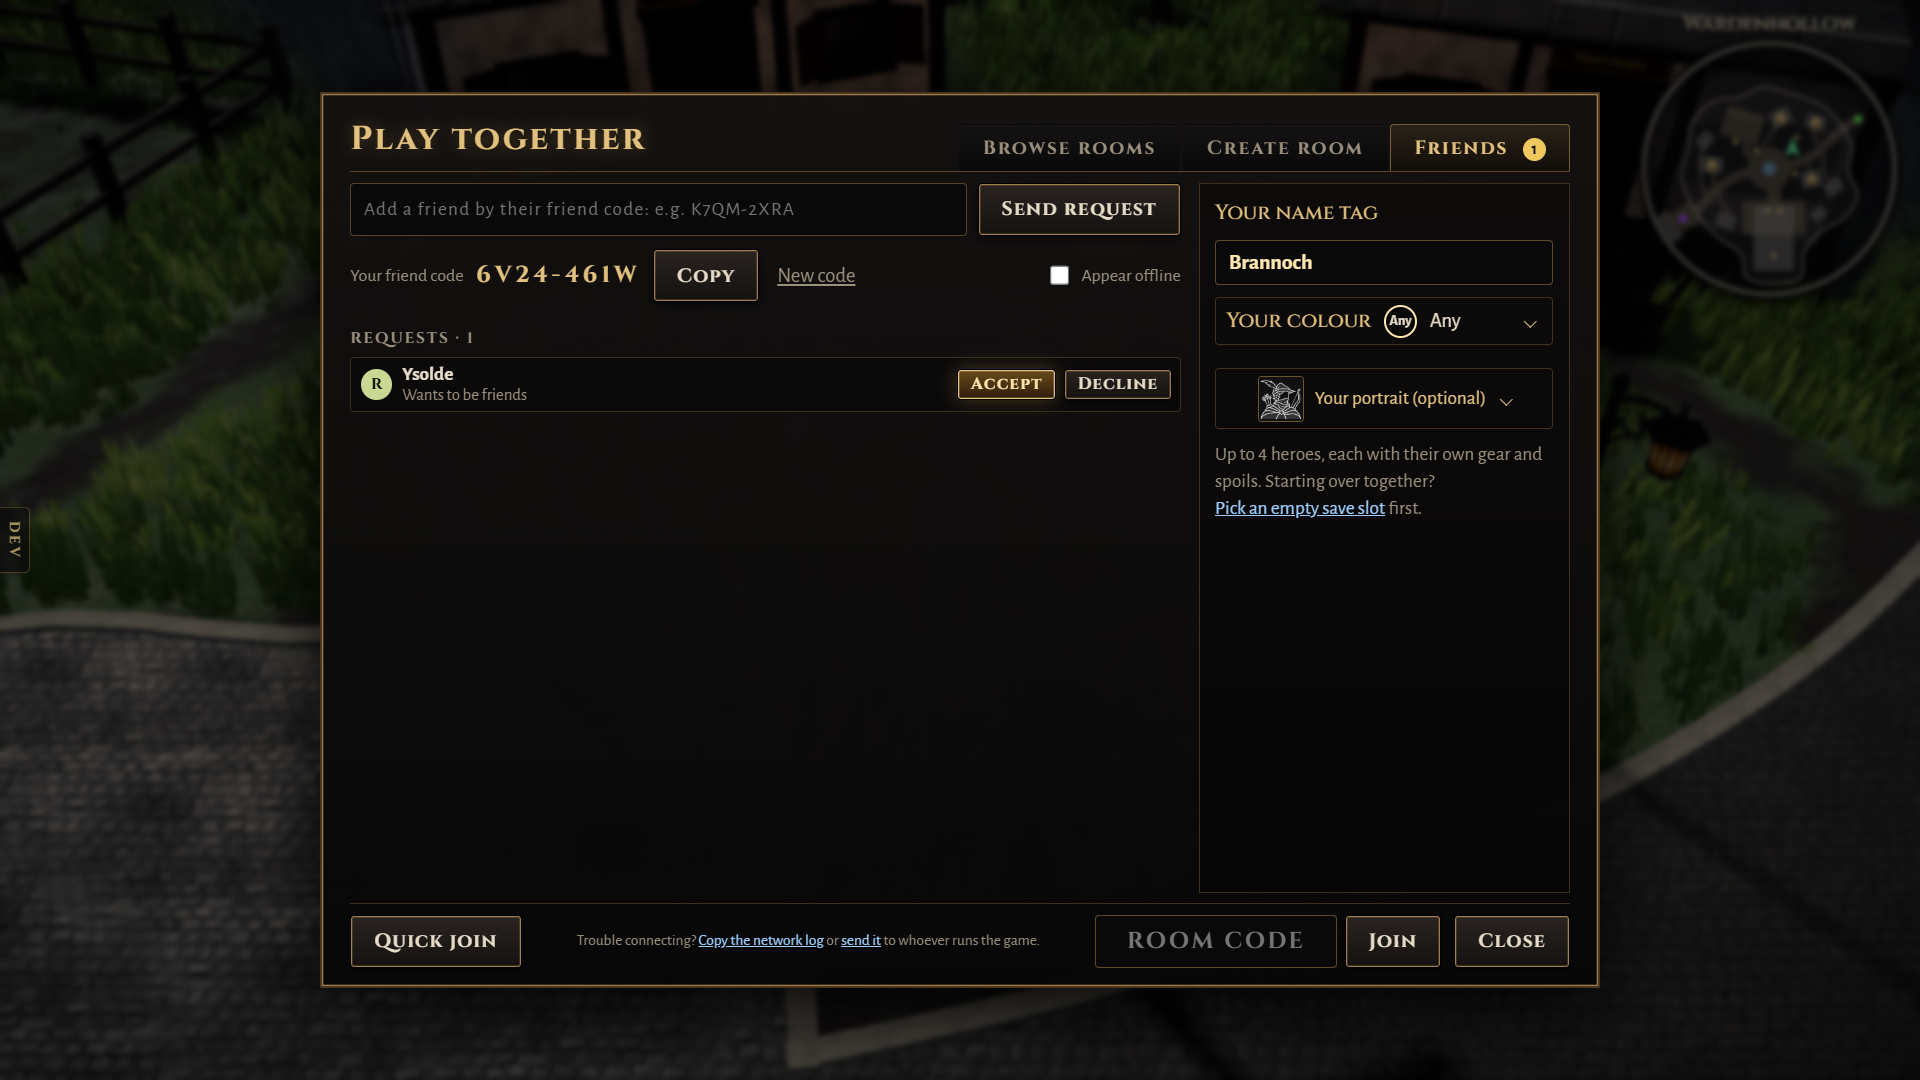 WARDENHOLLOW
PLAY TOGETHER
BROWSE ROOMS
CREATE ROOM
FRIENDS 1
Add a friend by their friend code: e.g. K7QM-2XRA
SEND REQUEST
Your friend code 6V24-461W
COPY
New code
Appear offline
REQUESTS · 1
R
Ysolde
Wants to be friends
ACCEPT
DECLINE
YOUR NAME TAG
Brannoch
YOUR COLOUR Any Any
Your portrait (optional)
Up to 4 heroes, each with their own gear and
spoils. Starting over together?
Pick an empty save slot first.
DEV
QUICK JOIN
Trouble connecting? Copy the network log or send it to whoever runs the game.
ROOM CODE
JOIN
CLOSE